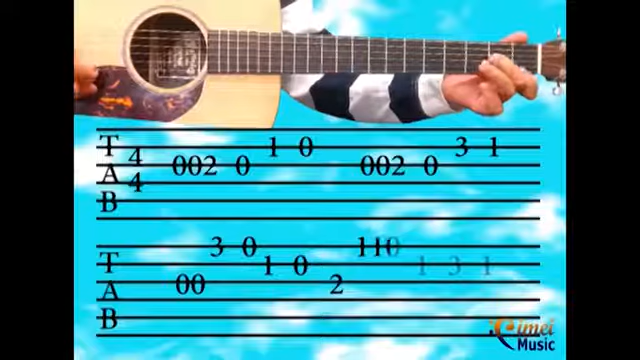 T 4 1 0 3 1
A 4 002 0 002 0
B
T 3 0 110
A 1 0 1 3 1
B 00 2
Cimei
Music